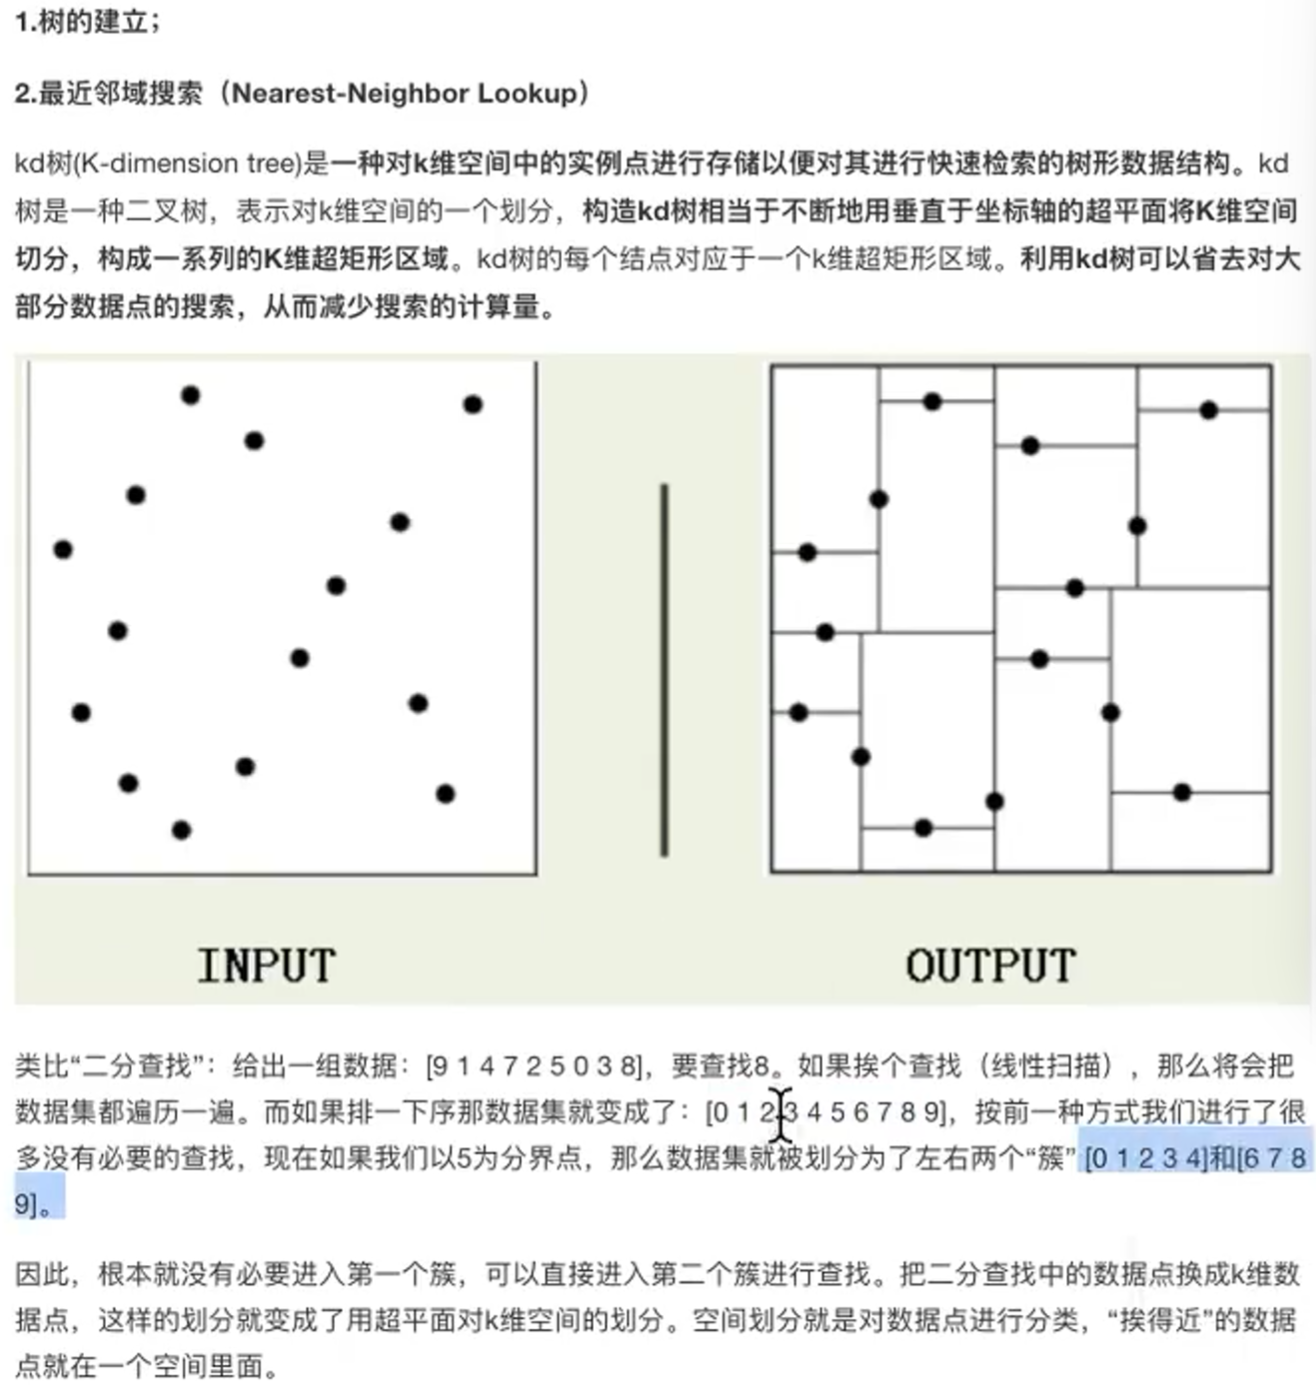 1.树的建立；
2.最近邻域搜索（Nearest-Neighbor Lookup）
kd树(K-dimension tree)是一种对k维空间中的实例点进行存储以便对其进行快速检索的树形数据结构。kd
树是一种二叉树，表示对k维空间的一个划分，构造kd树相当于不断地用垂直于坐标轴的超平面将K维空间
切分，构成一系列的K维超矩形区域。kd树的每个结点对应于一个k维超矩形区域。利用kd树可以省去对大
部分数据点的搜索，从而减少搜索的计算量。
INPUT
OUTPUT
类比“二分查找”：给出一组数据：[9 1 4 7 2 5 0 3 8]，要查找8。如果挨个查找（线性扫描），那么将会把
数据集都遍历一遍。而如果排一下序那数据集就变成了：[0 1 2 3 4 5 6 7 8 9]，按前一种方式我们进行了很
多没有必要的查找，现在如果我们以5为分界点，那么数据集就被划分为了左右两个“簇” [0 1 2 3 4]和[6 7 8
9]。
因此，根本就没有必要进入第一个簇，可以直接进入第二个簇进行查找。把二分查找中的数据点换成k维数
据点，这样的划分就变成了用超平面对k维空间的划分。空间划分就是对数据点进行分类，“挨得近”的数据
点就在一个空间里面。